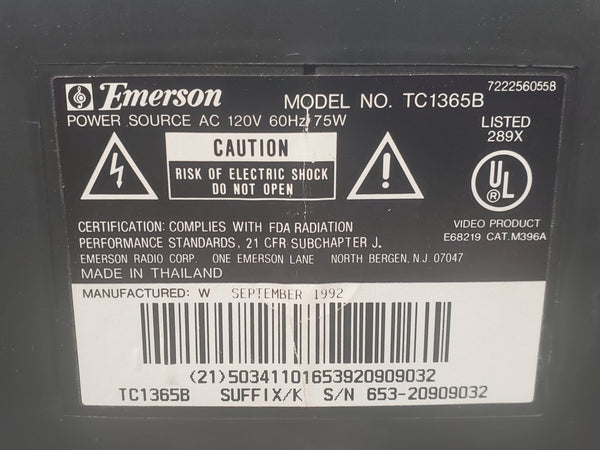 7222560558
Emerson
MODEL NO. TC1365B
POWER SOURCE AC 120V 60Hz 75W
LISTED
289X
CAUTION
RISK OF ELECTRIC SHOCK
DO NOT OPEN
UL
®
CERTIFICATION: COMPLIES WITH FDA RADIATION
PERFORMANCE STANDARDS, 21 CFR SUBCHAPTER J.
VIDEO PRODUCT
E68219 CAT.M396A
EMERSON RADIO CORP. ONE EMERSON LANE NORTH BERGEN, N.J. 07047
MADE IN THAILAND
MANUFACTURED: W SEPTEMBER 1992
(21)50341101653920909032
TC1365B SUFFIX/K S/N 653-20909032